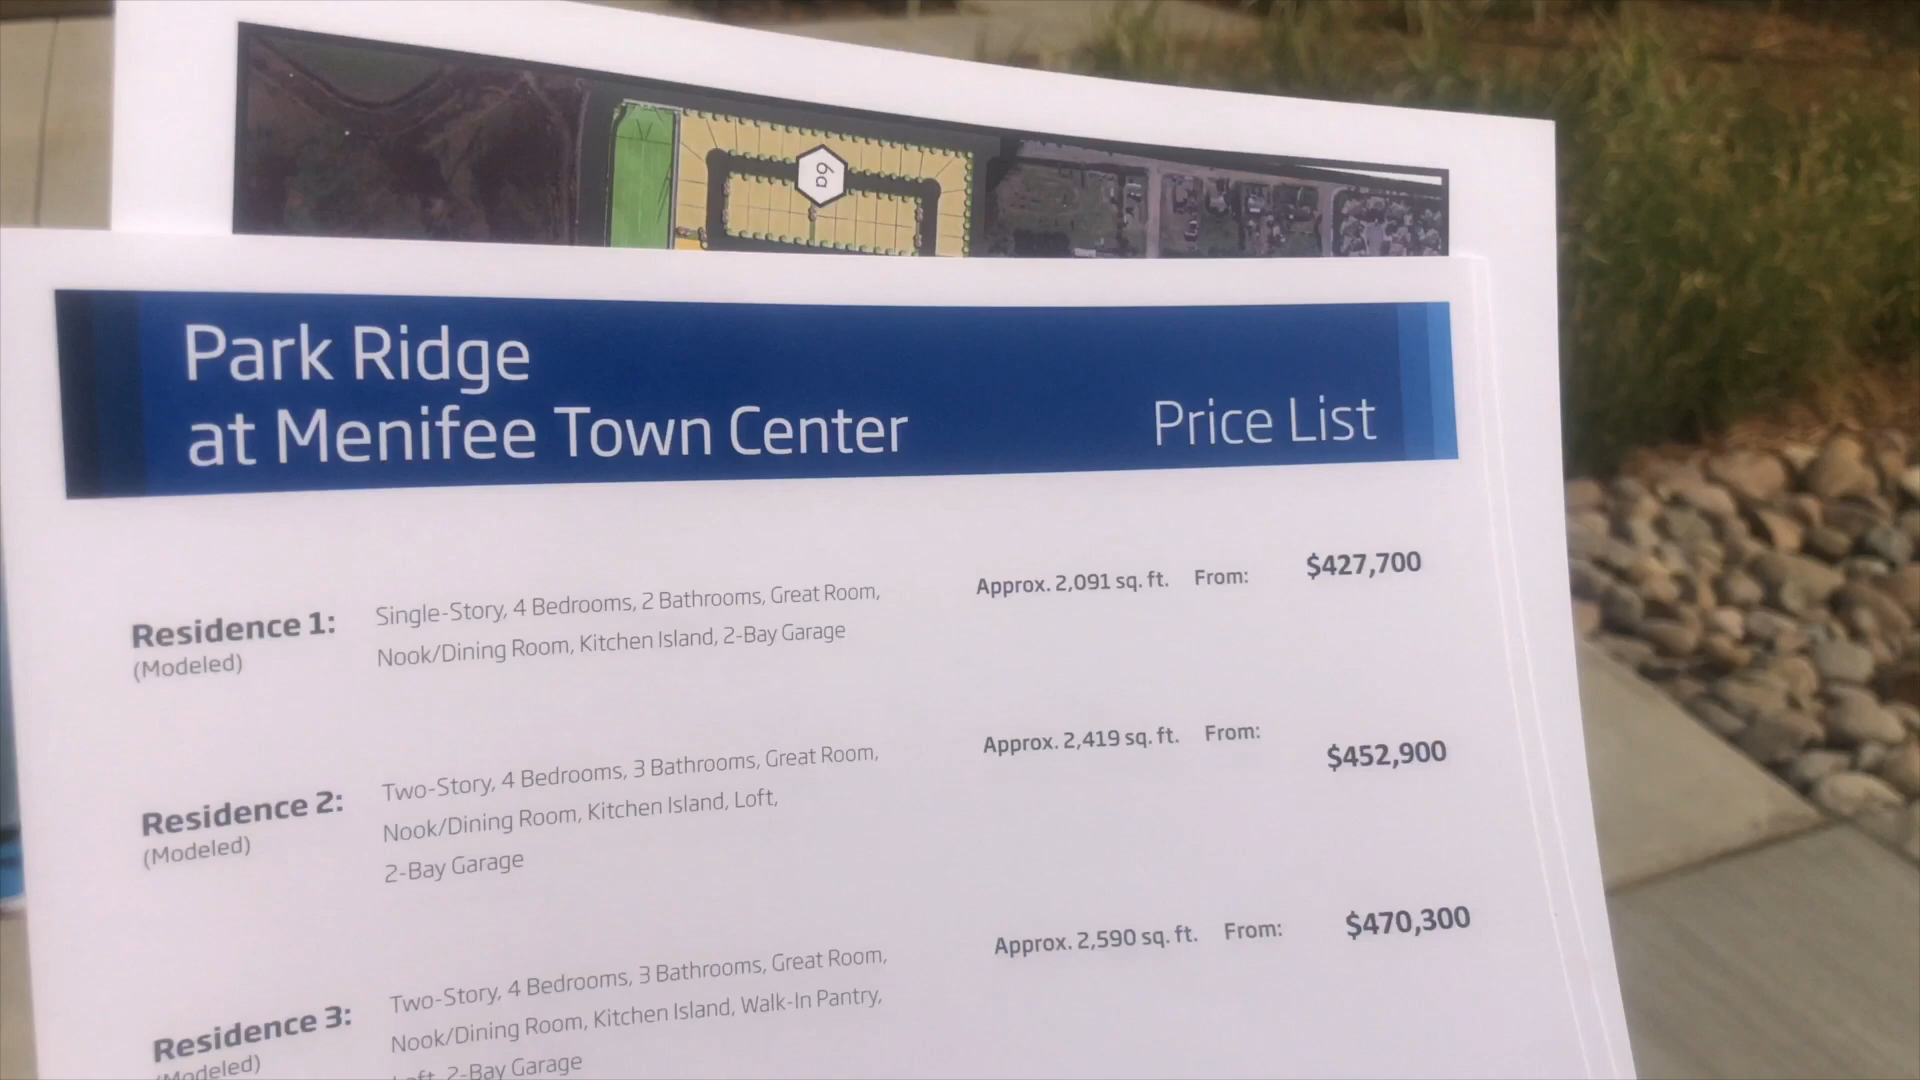 6a
Park Ridge
at Menifee Town Center
Price List
Residence 1:
(Modeled)
Single-Story, 4 Bedrooms, 2 Bathrooms, Great Room,
Nook/Dining Room, Kitchen Island, 2-Bay Garage
Approx. 2,091 sq. ft. From: $427,700
Residence 2:
(Modeled)
Two-Story, 4 Bedrooms, 3 Bathrooms, Great Room,
Nook/Dining Room, Kitchen Island, Loft,
2-Bay Garage
Approx. 2,419 sq. ft. From: $452,900
Residence 3:
(Modeled)
Two-Story, 4 Bedrooms, 3 Bathrooms, Great Room,
Nook/Dining Room, Kitchen Island, Walk-In Pantry,
Loft, 2-Bay Garage
Approx. 2,590 sq. ft. From: $470,300